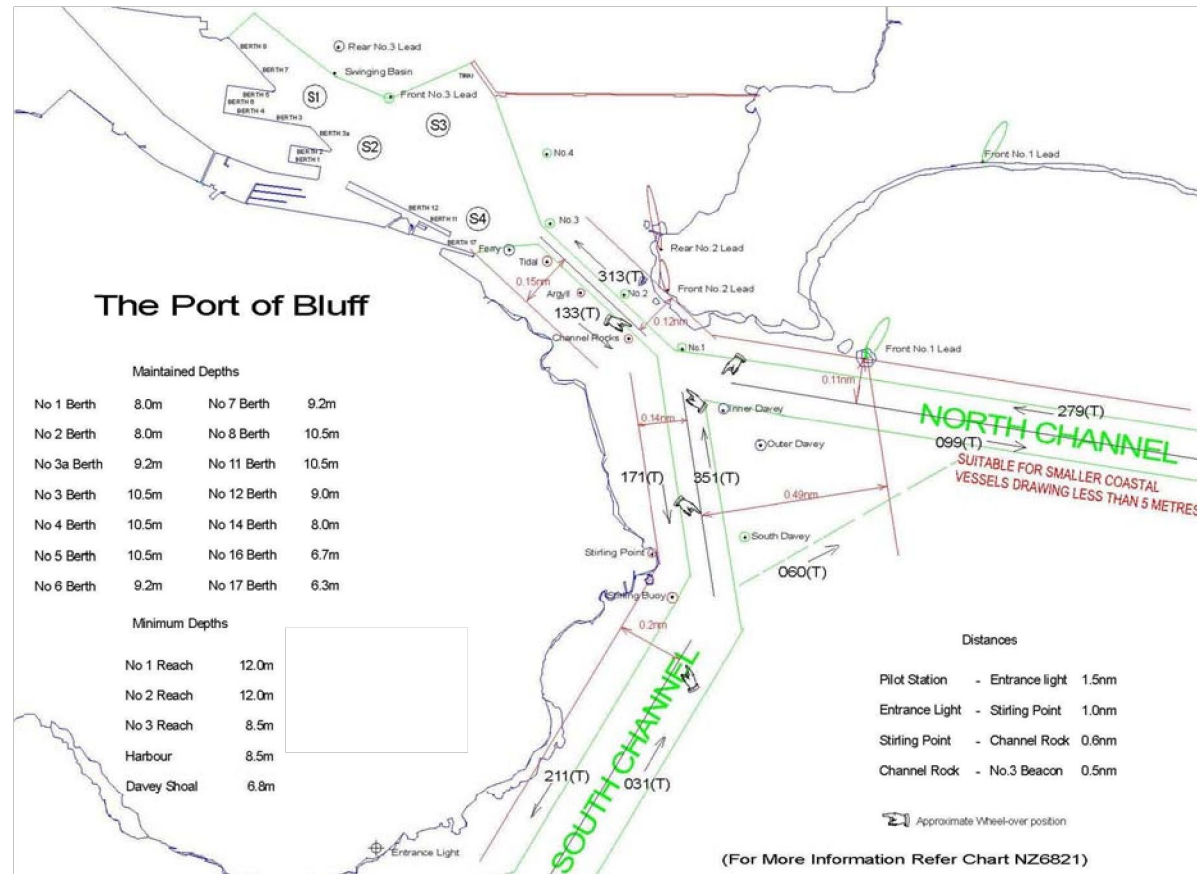 Rear No.3 Lead
BERTH 8
Swinging Basin
BERTH 7
BERTH 5
S1
Front No.3 Lead
BERTH 6
BERTH 4
BERTH 3
S3
BERTH 3a
S2
No.4
BERTH 2
BERTH 1
Front No.1 Lead
BERTH 12
BERTH 11
S4
No.3
BERTH 17
Ferry
Rear No.2 Lead
Tidal
313(T)
0.15nm
Argyll
No.2
Front No.2 Lead
133(T)
0.12nm
The Port of Bluff
Channel Rocks
No.1
Front No.1 Lead
0.11nm
Maintained Depths
No 1 Berth 8.0m No 7 Berth 9.2m
No 2 Berth 8.0m No 8 Berth 10.5m
No 3a Berth 9.2m No 11 Berth 10.5m
No 3 Berth 10.5m No 12 Berth 9.0m
No 4 Berth 10.5m No 14 Berth 8.0m
No 5 Berth 10.5m No 16 Berth 6.7m
No 6 Berth 9.2m No 17 Berth 6.3m
0.14nm
Inner Davey
279(T)
NORTH CHANNEL
099(T)
Outer Davey
SUITABLE FOR SMALLER COASTAL
VESSELS DRAWING LESS THAN 5 METRES
171(T)
351(T)
0.49nm
South Davey
Stirling Point
060(T)
Stirling Buoy
0.2nm
Minimum Depths
No 1 Reach 12.0m
No 2 Reach 12.0m
No 3 Reach 8.5m
Harbour 8.5m
Davey Shoal 6.8m
SOUTH CHANNEL
211(T)
031(T)
Entrance Light
Distances
Pilot Station - Entrance light 1.5nm
Entrance Light - Stirling Point 1.0nm
Stirling Point - Channel Rock 0.6nm
Channel Rock - No.3 Beacon 0.5nm
Approximate Wheel-over position
(For More Information Refer Chart NZ6821)